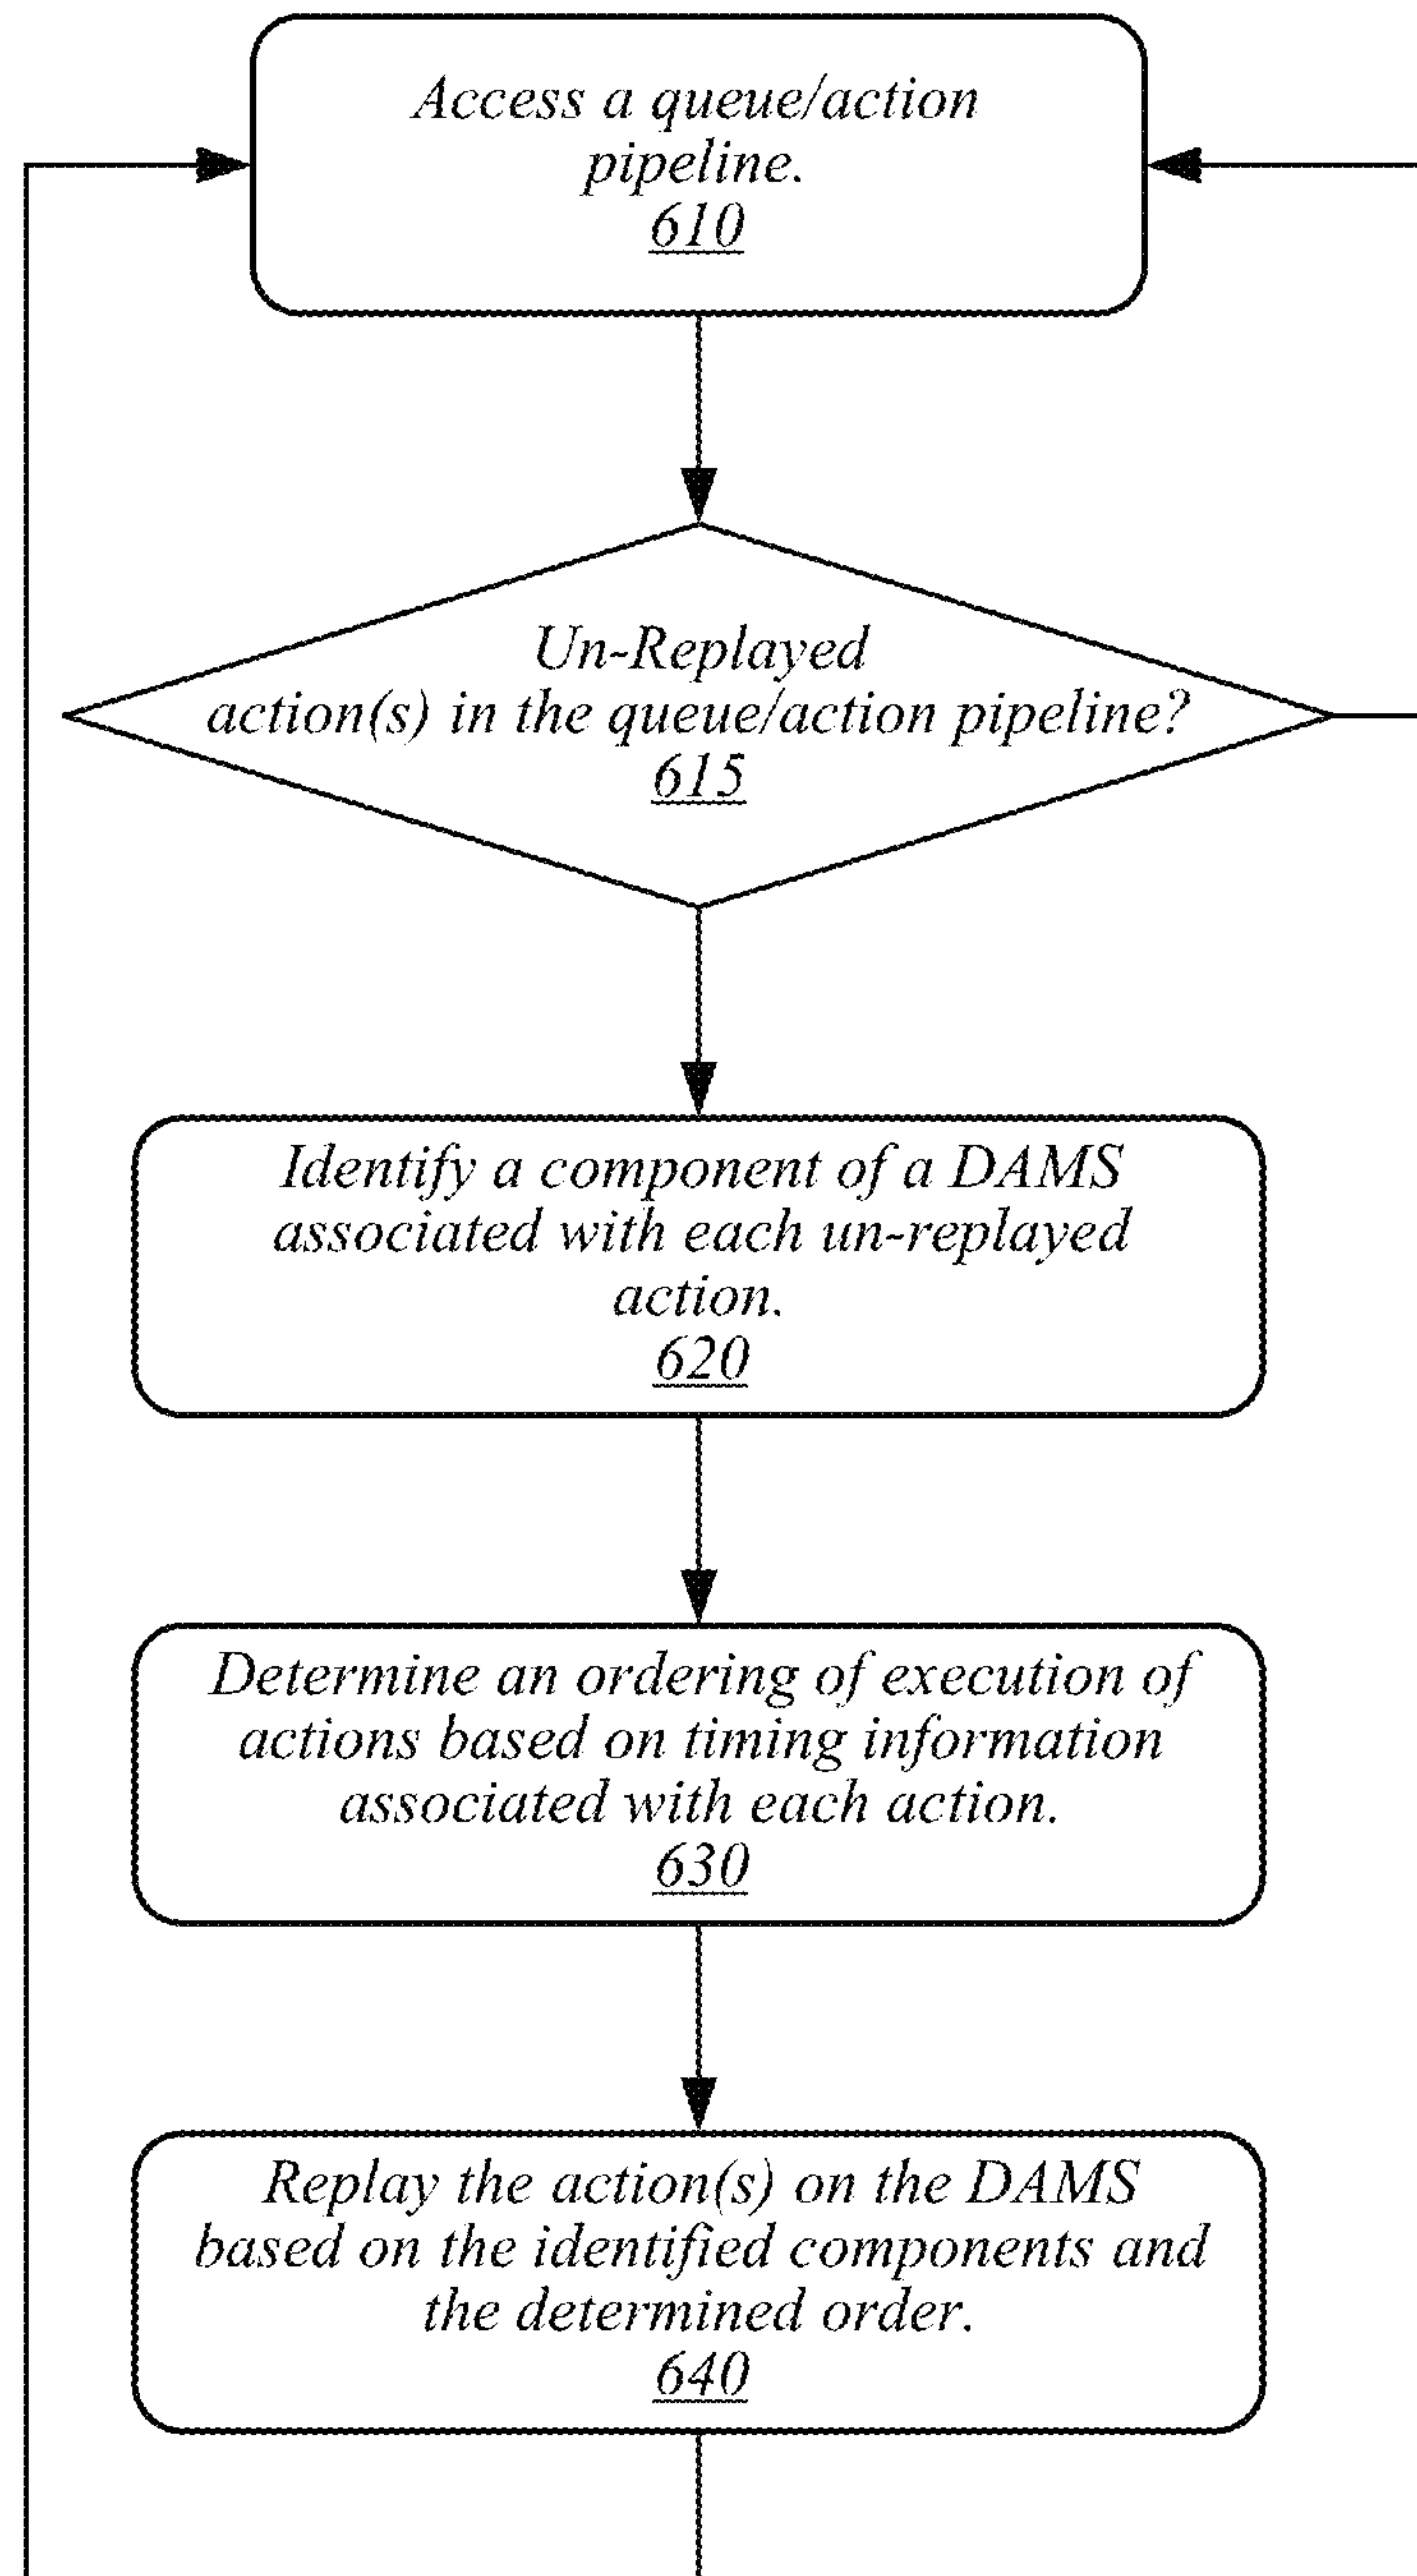 Access a queue/action
pipeline.
610
Un-Replayed
action(s) in the queue/action pipeline?
615
Identify a component of a DAMS
associated with each un-replayed
action.
620
Determine an ordering of execution of
actions based on timing information
associated with each action.
630
Replay the action(s) on the DAMS
based on the identified components and
the determined order.
640